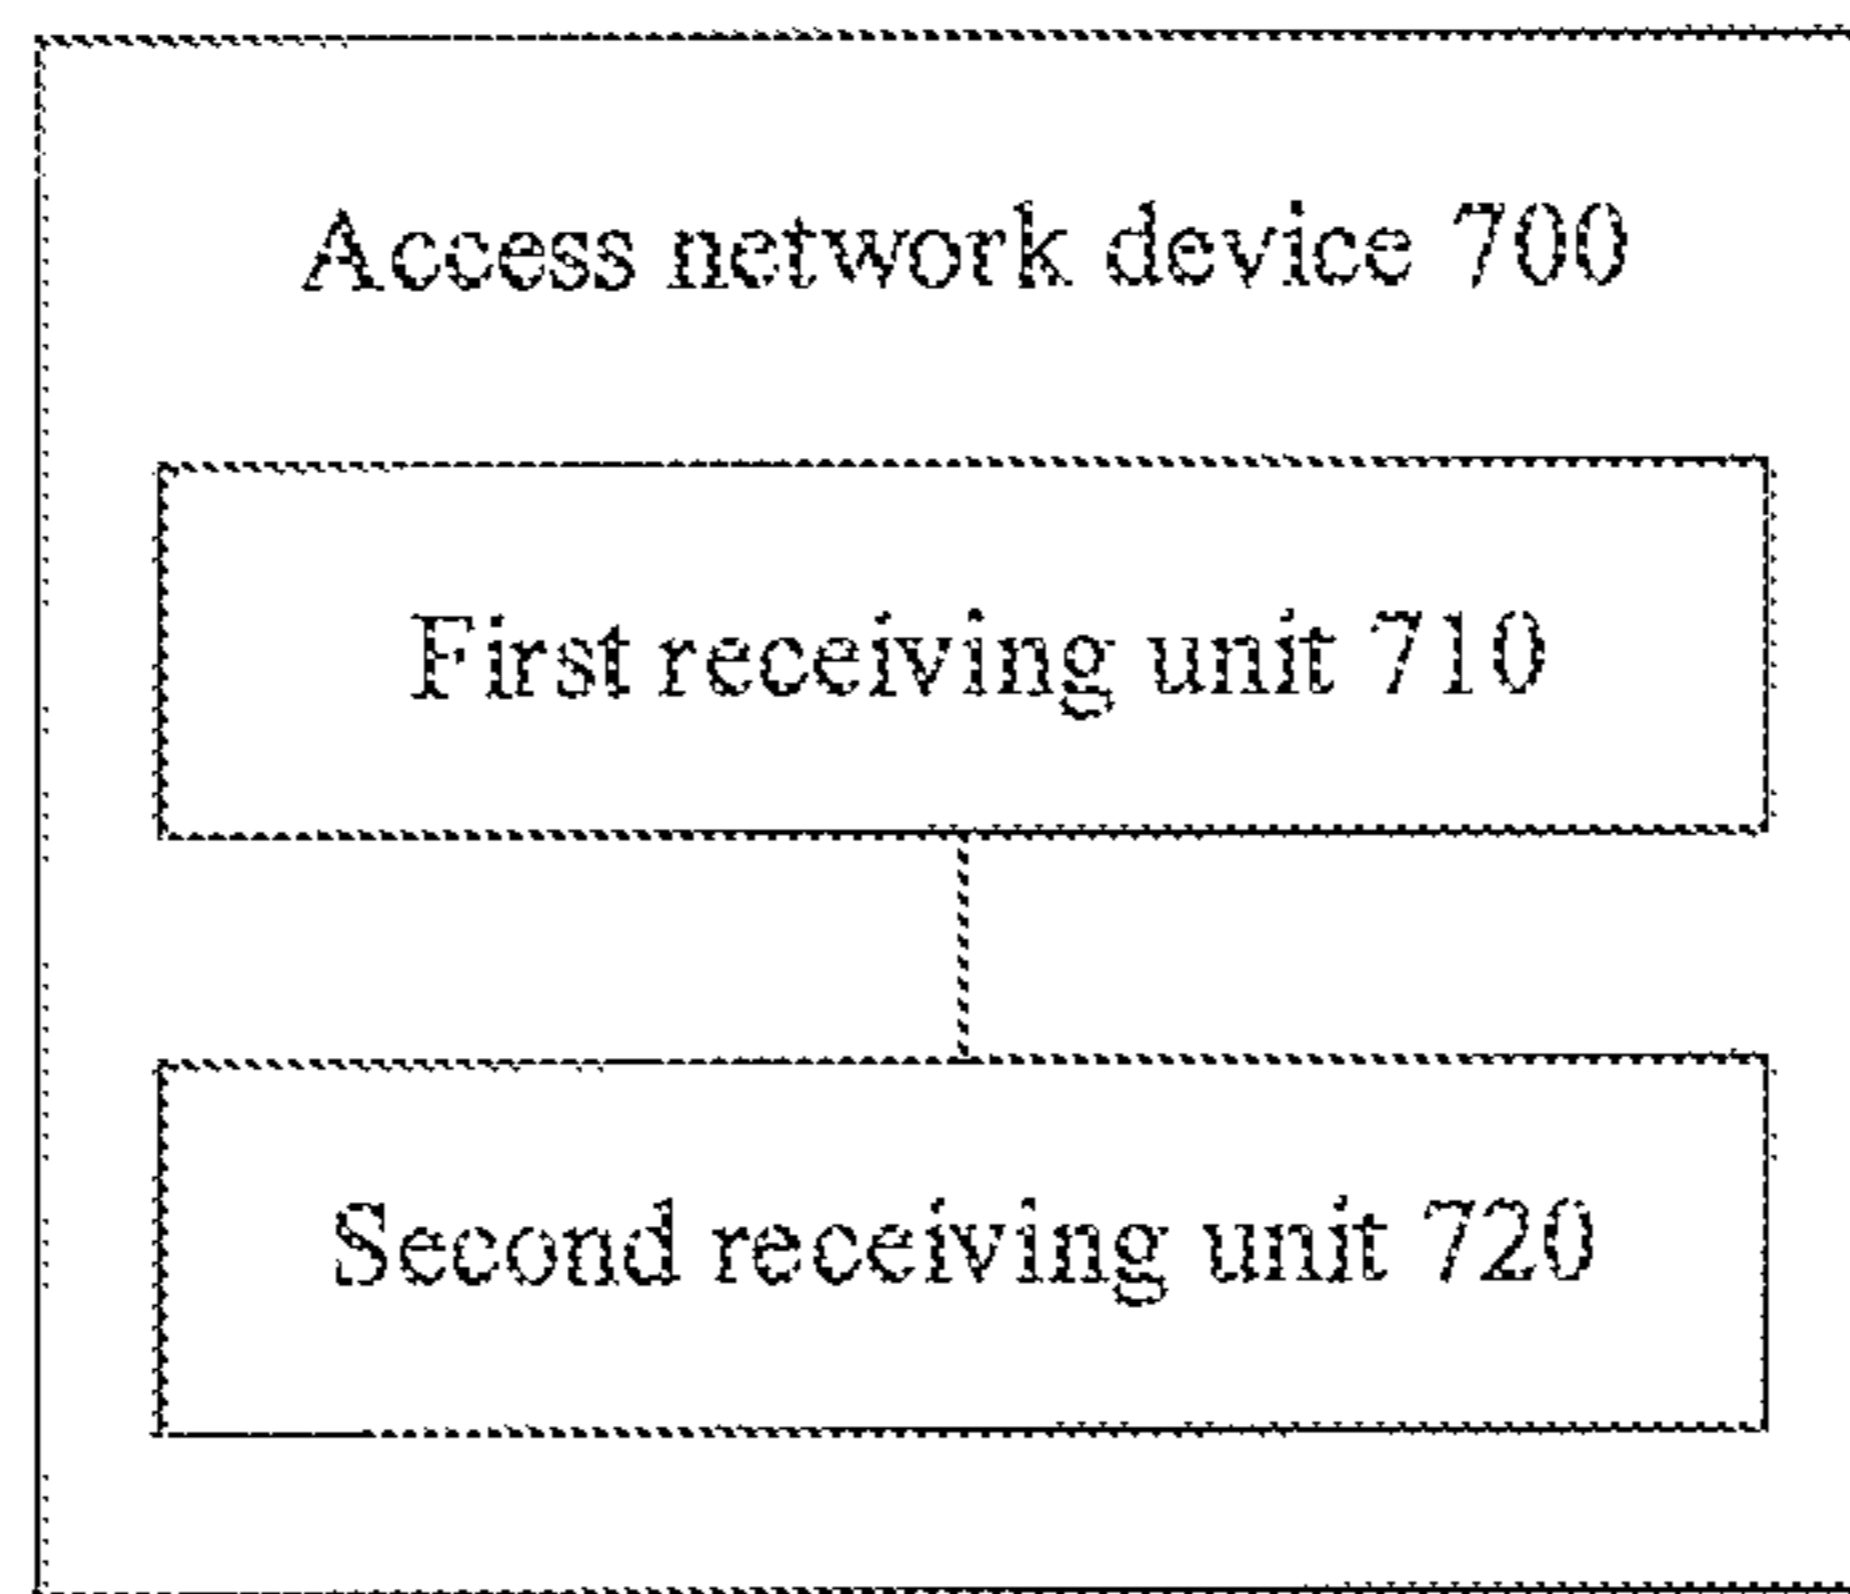 Access network device 700
First receiving unit 710
Second receiving unit 720